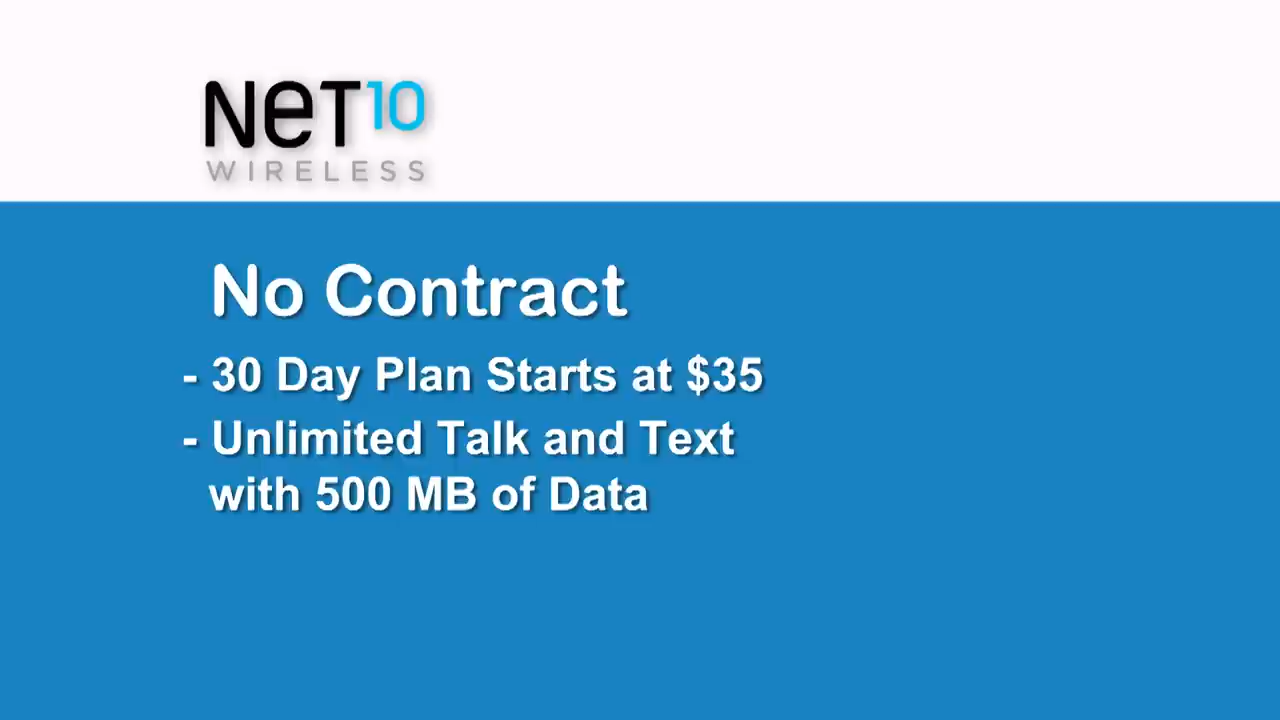 NET10
WIRELESS
No Contract
- 30 Day Plan Starts at $35
- Unlimited Talk and Text
with 500 MB of Data